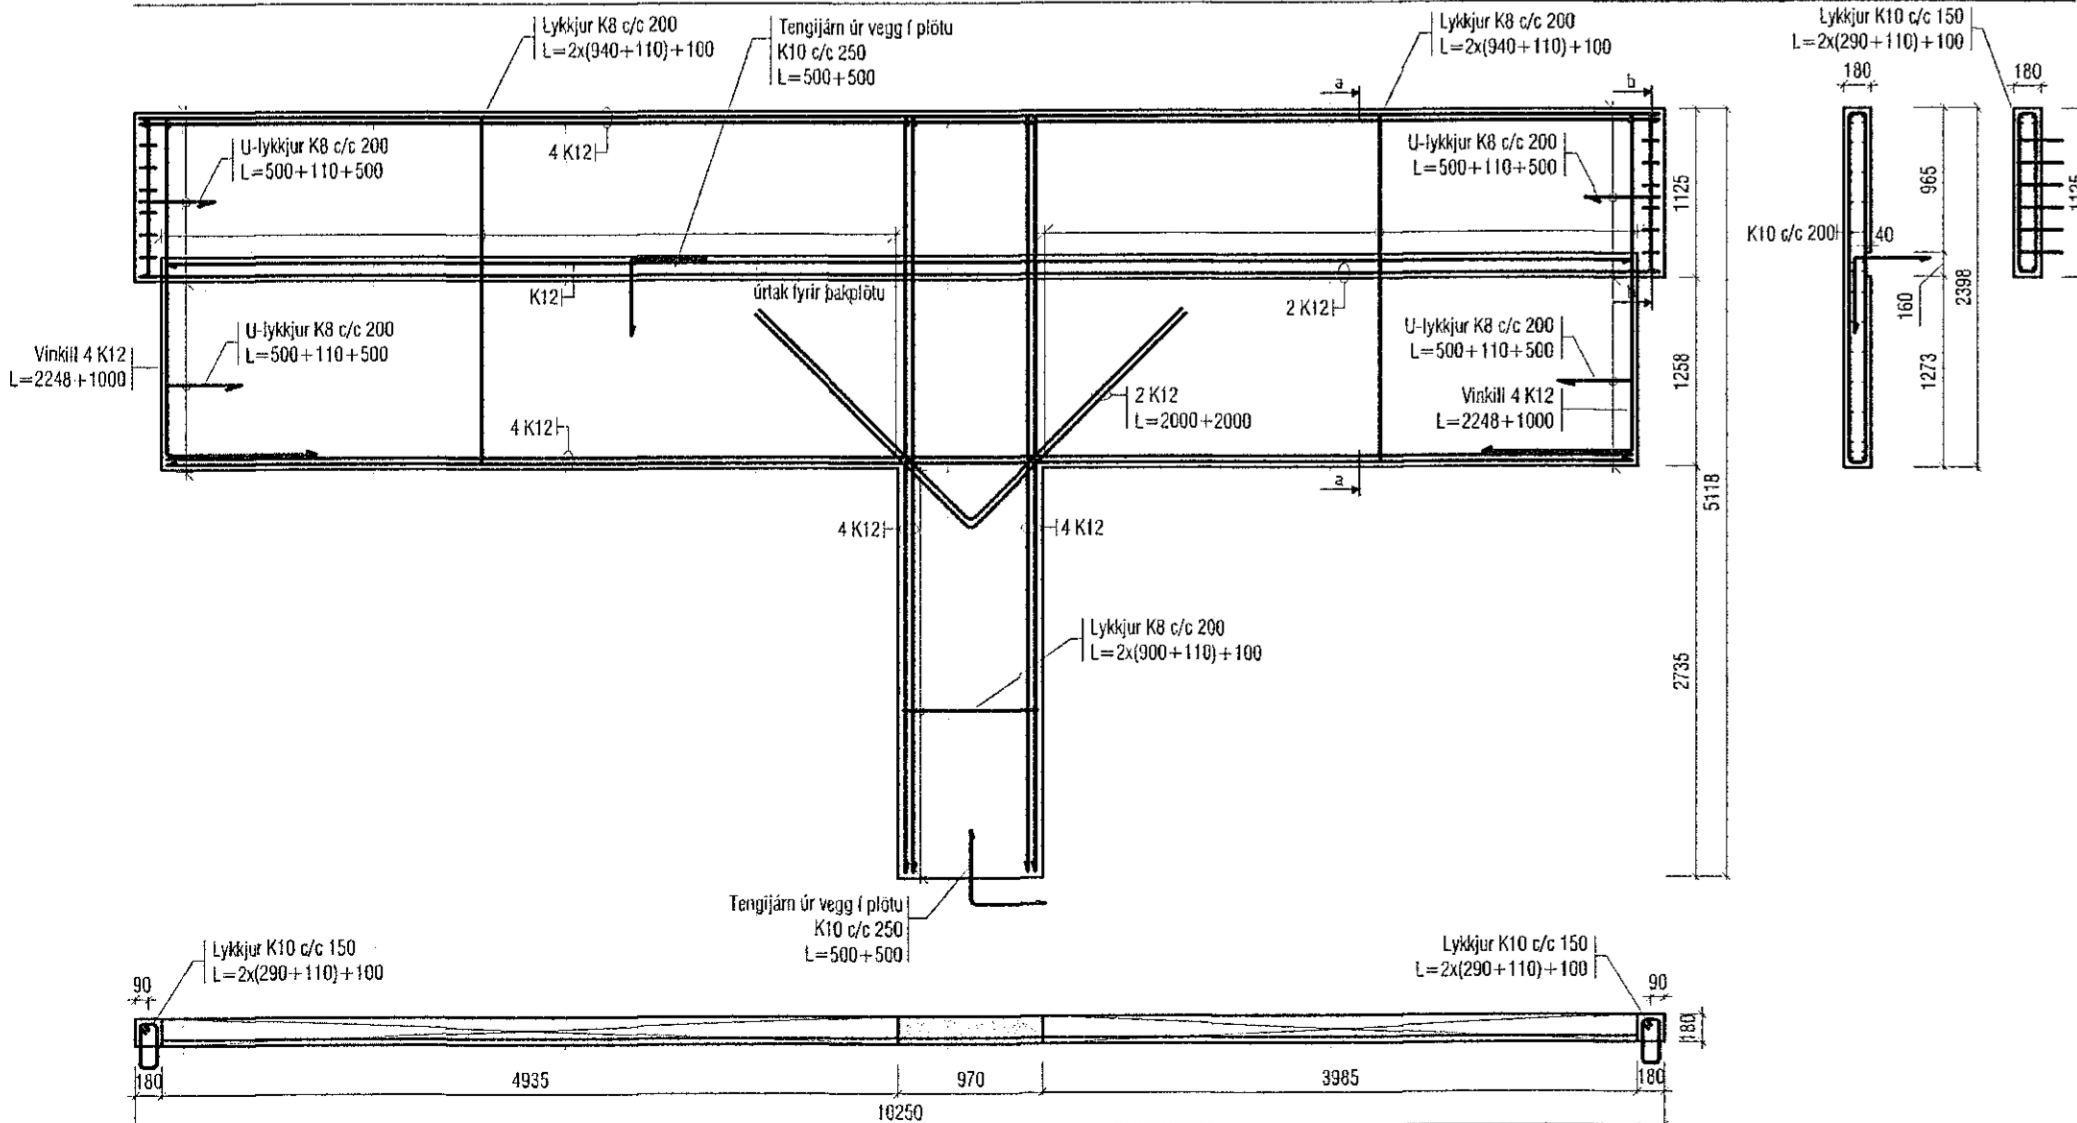 Lykkjur K8 c/c 200
L=2x(940+110)+100
Tengijárn úr vegg í plötu
K10 c/c 250
L=500+500
Lykkjur K8 c/c 200
L=2x(940+110)+100
Lykkjur K10 c/c 150
L=2x(290+110)+100
180
180
a
b
U-lykkjur K8 c/c 200
L=500+110+500
4 K12
U-lykkjur K8 c/c 200
L=500+110+500
1125
965
1125
K10 c/c 200
40
K12
úrtak fyrir þakplötu
2 K12
b
160
2398
U-lykkjur K8 c/c 200
L=500+110+500
Vinkill 4 K12
L=2248+1000
U-lykkjur K8 c/c 200
L=500+110+500
1258
1273
2 K12
L=2000+2000
Vinkill 4 K12
L=2248+1000
4 K12
a
5118
4 K12
4 K12
Lykkjur K8 c/c 200
L=2x(900+110)+100
2735
Tengijárn úr vegg í plötu
K10 c/c 250
L=500+500
Lykkjur K10 c/c 150
L=2x(290+110)+100
Lykkjur K10 c/c 150
L=2x(290+110)+100
90
90
180
180
4935
970
3985
180
10250